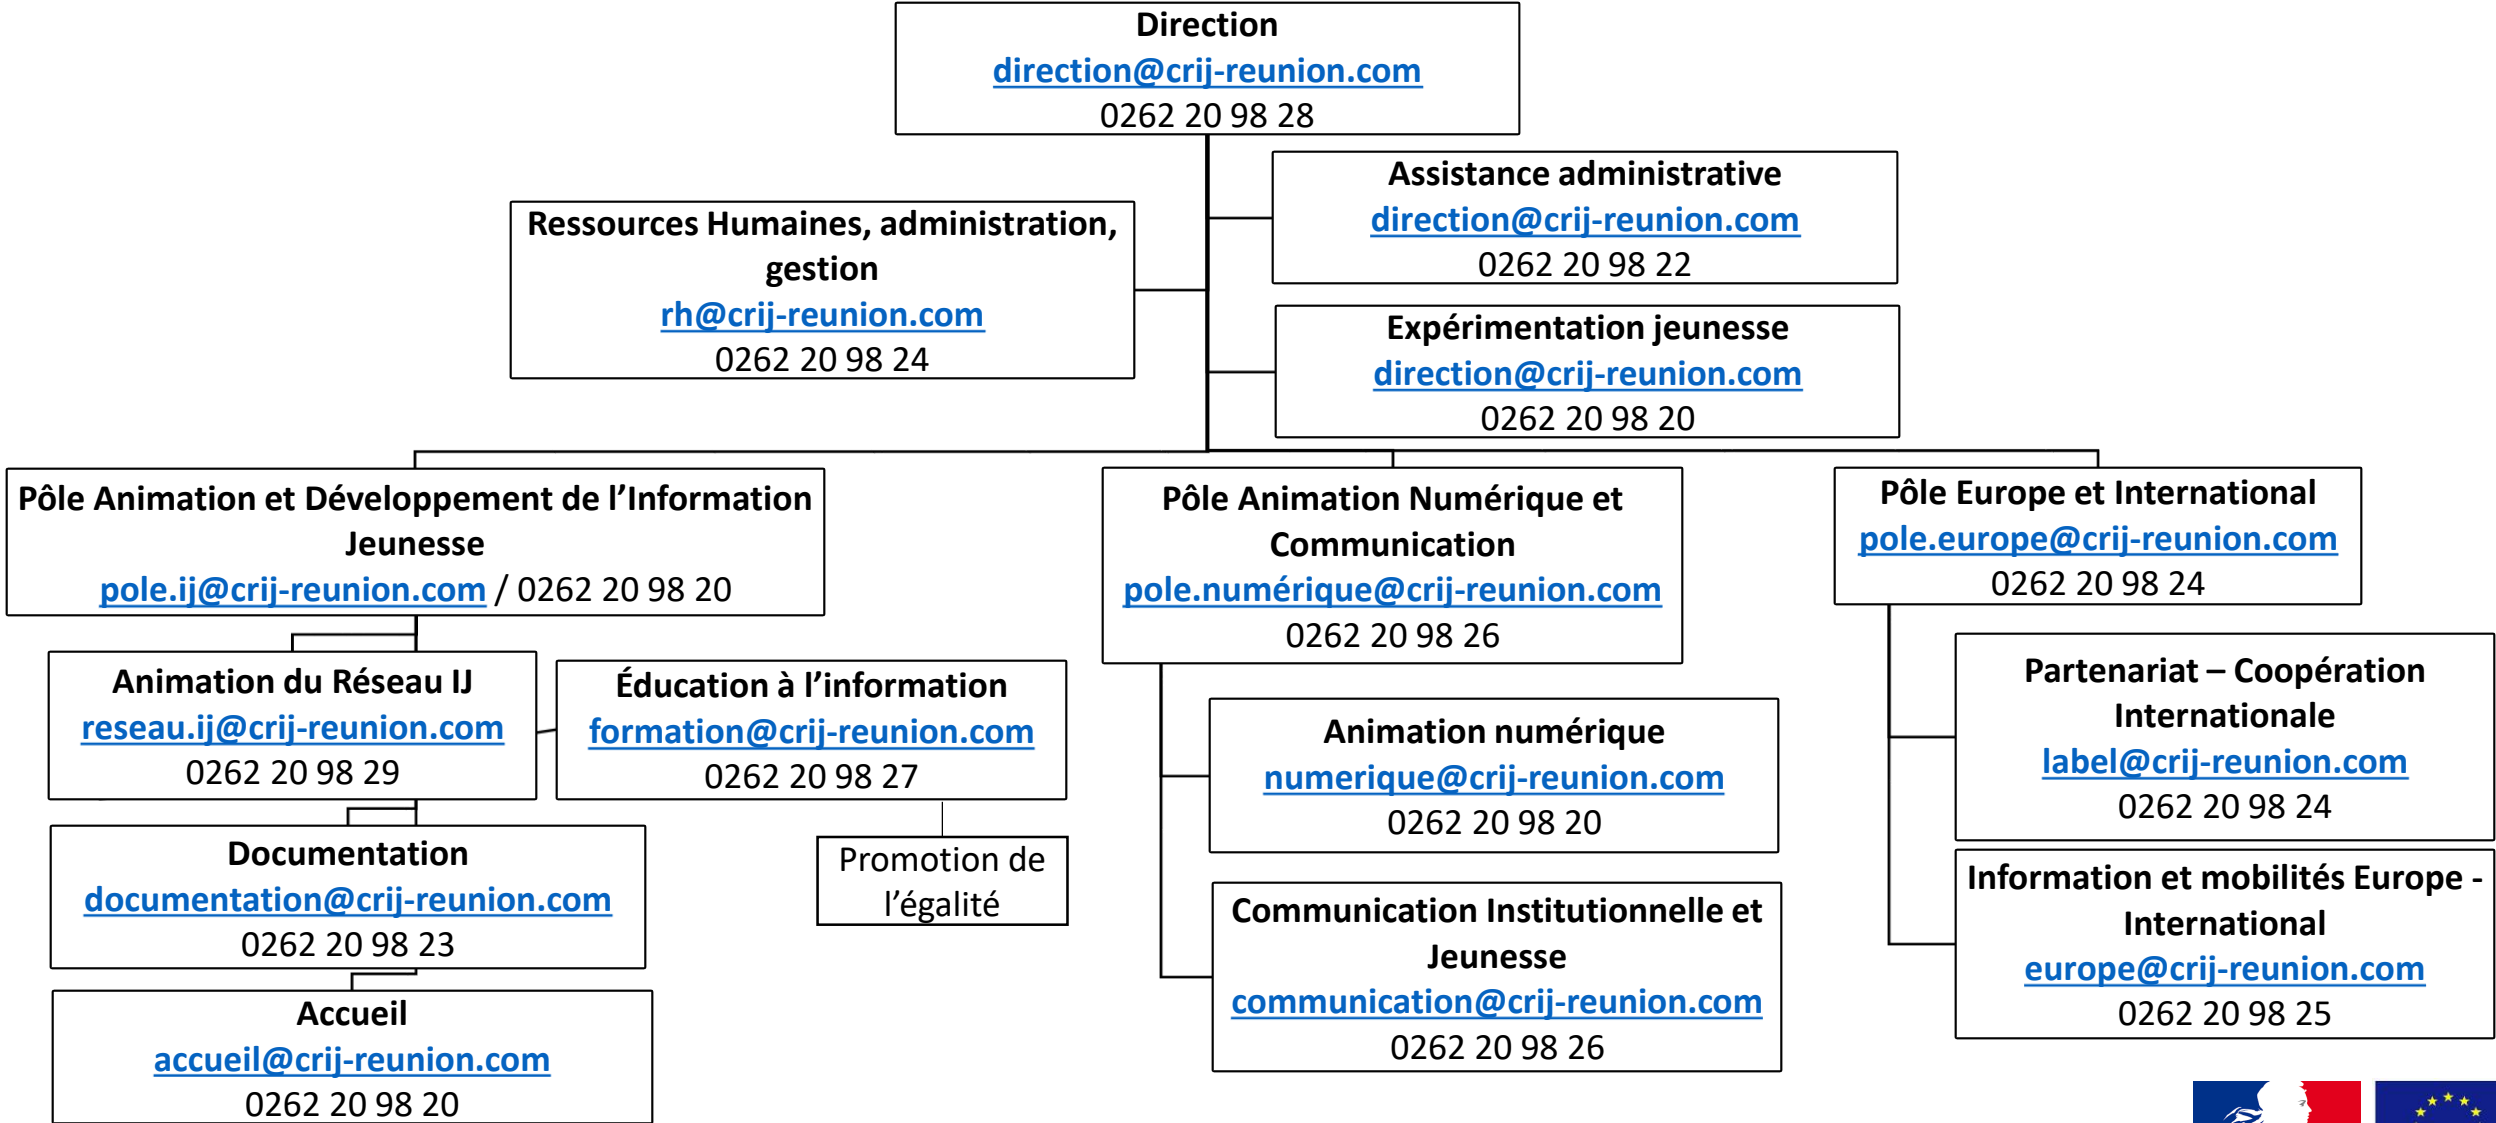 Direction
direction@crij-reunion.com
0262 20 98 28
Assistance administrative
direction@crij-reunion.com
0262 20 98 22
Ressources Humaines, administration,
gestion
rh@crij-reunion.com
0262 20 98 24
Expérimentation jeunesse
direction@crij-reunion.com
0262 20 98 20
Pôle Animation et Développement de l’Information
Jeunesse
pole.ij@crij-reunion.com / 0262 20 98 20
Pôle Animation Numérique et
Communication
pole.numérique@crij-reunion.com
0262 20 98 26
Pôle Europe et International
pole.europe@crij-reunion.com
0262 20 98 24
Animation du Réseau IJ
reseau.ij@crij-reunion.com
0262 20 98 29
Éducation à l’information
formation@crij-reunion.com
0262 20 98 27
Promotion de
l’égalité
Documentation
documentation@crij-reunion.com
0262 20 98 23
Accueil
accueil@crij-reunion.com
0262 20 98 20
Animation numérique
numerique@crij-reunion.com
0262 20 98 20
Communication Institutionnelle et
Jeunesse
communication@crij-reunion.com
0262 20 98 26
Partenariat – Coopération
Internationale
label@crij-reunion.com
0262 20 98 24
Information et mobilités Europe -
International
europe@crij-reunion.com
0262 20 98 25